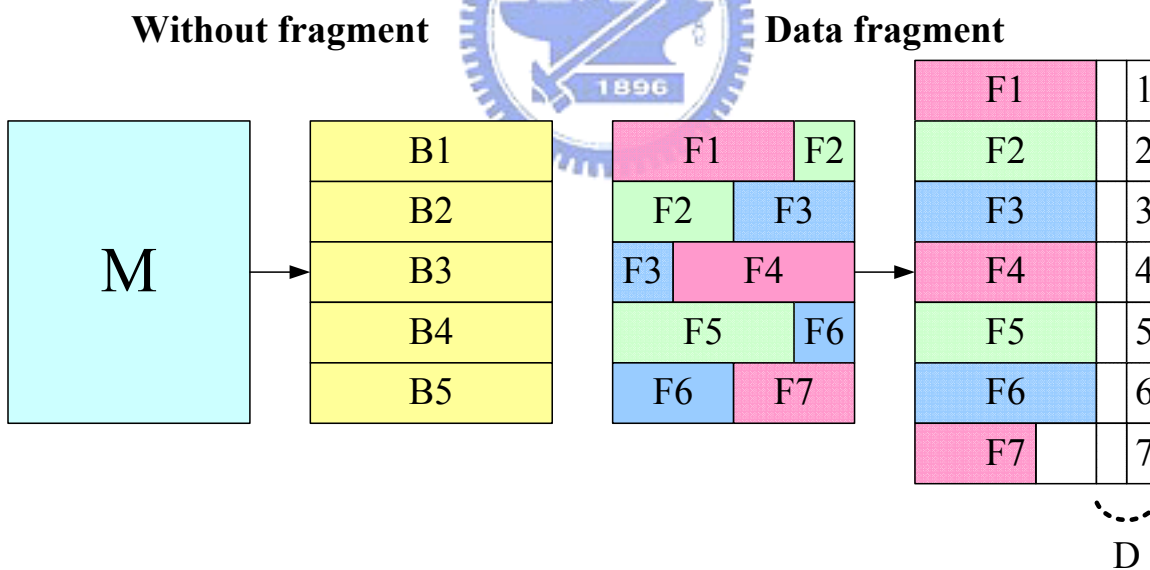 Without fragment
Data fragment
1896
M
B1
B2
B3
B4
B5
F1 F2
F2 F3
F3 F4
F5 F6
F6 F7
F1 1
F2 2
F3 3
F4 4
F5 5
F6 6
F7 7
D